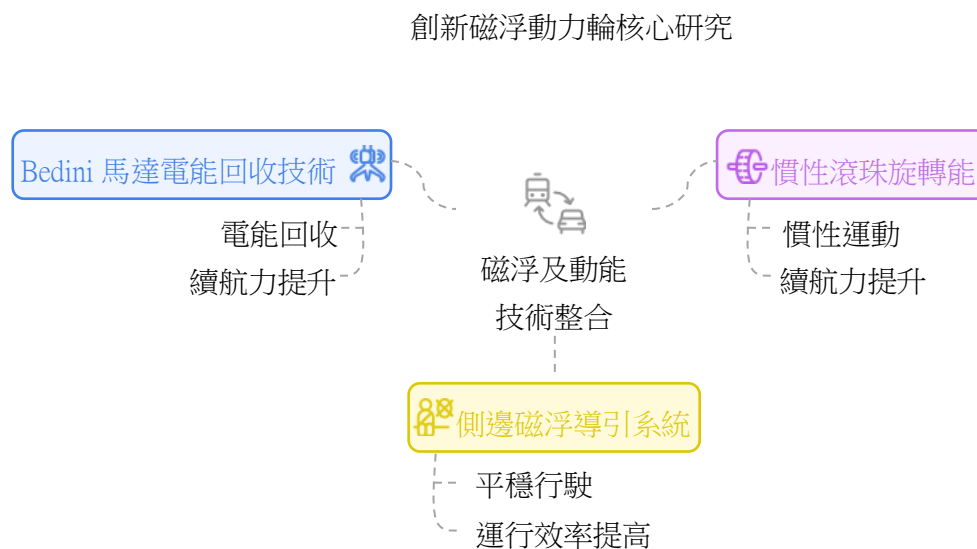 創新磁浮動力輪核心研究
Bedini 馬達電能回收技術
電能回收
續航力提升
磁浮及動能
技術整合
慣性滾珠旋轉能
慣性運動
續航力提升
側邊磁浮導引系統
平穩行駛
運行效率提高